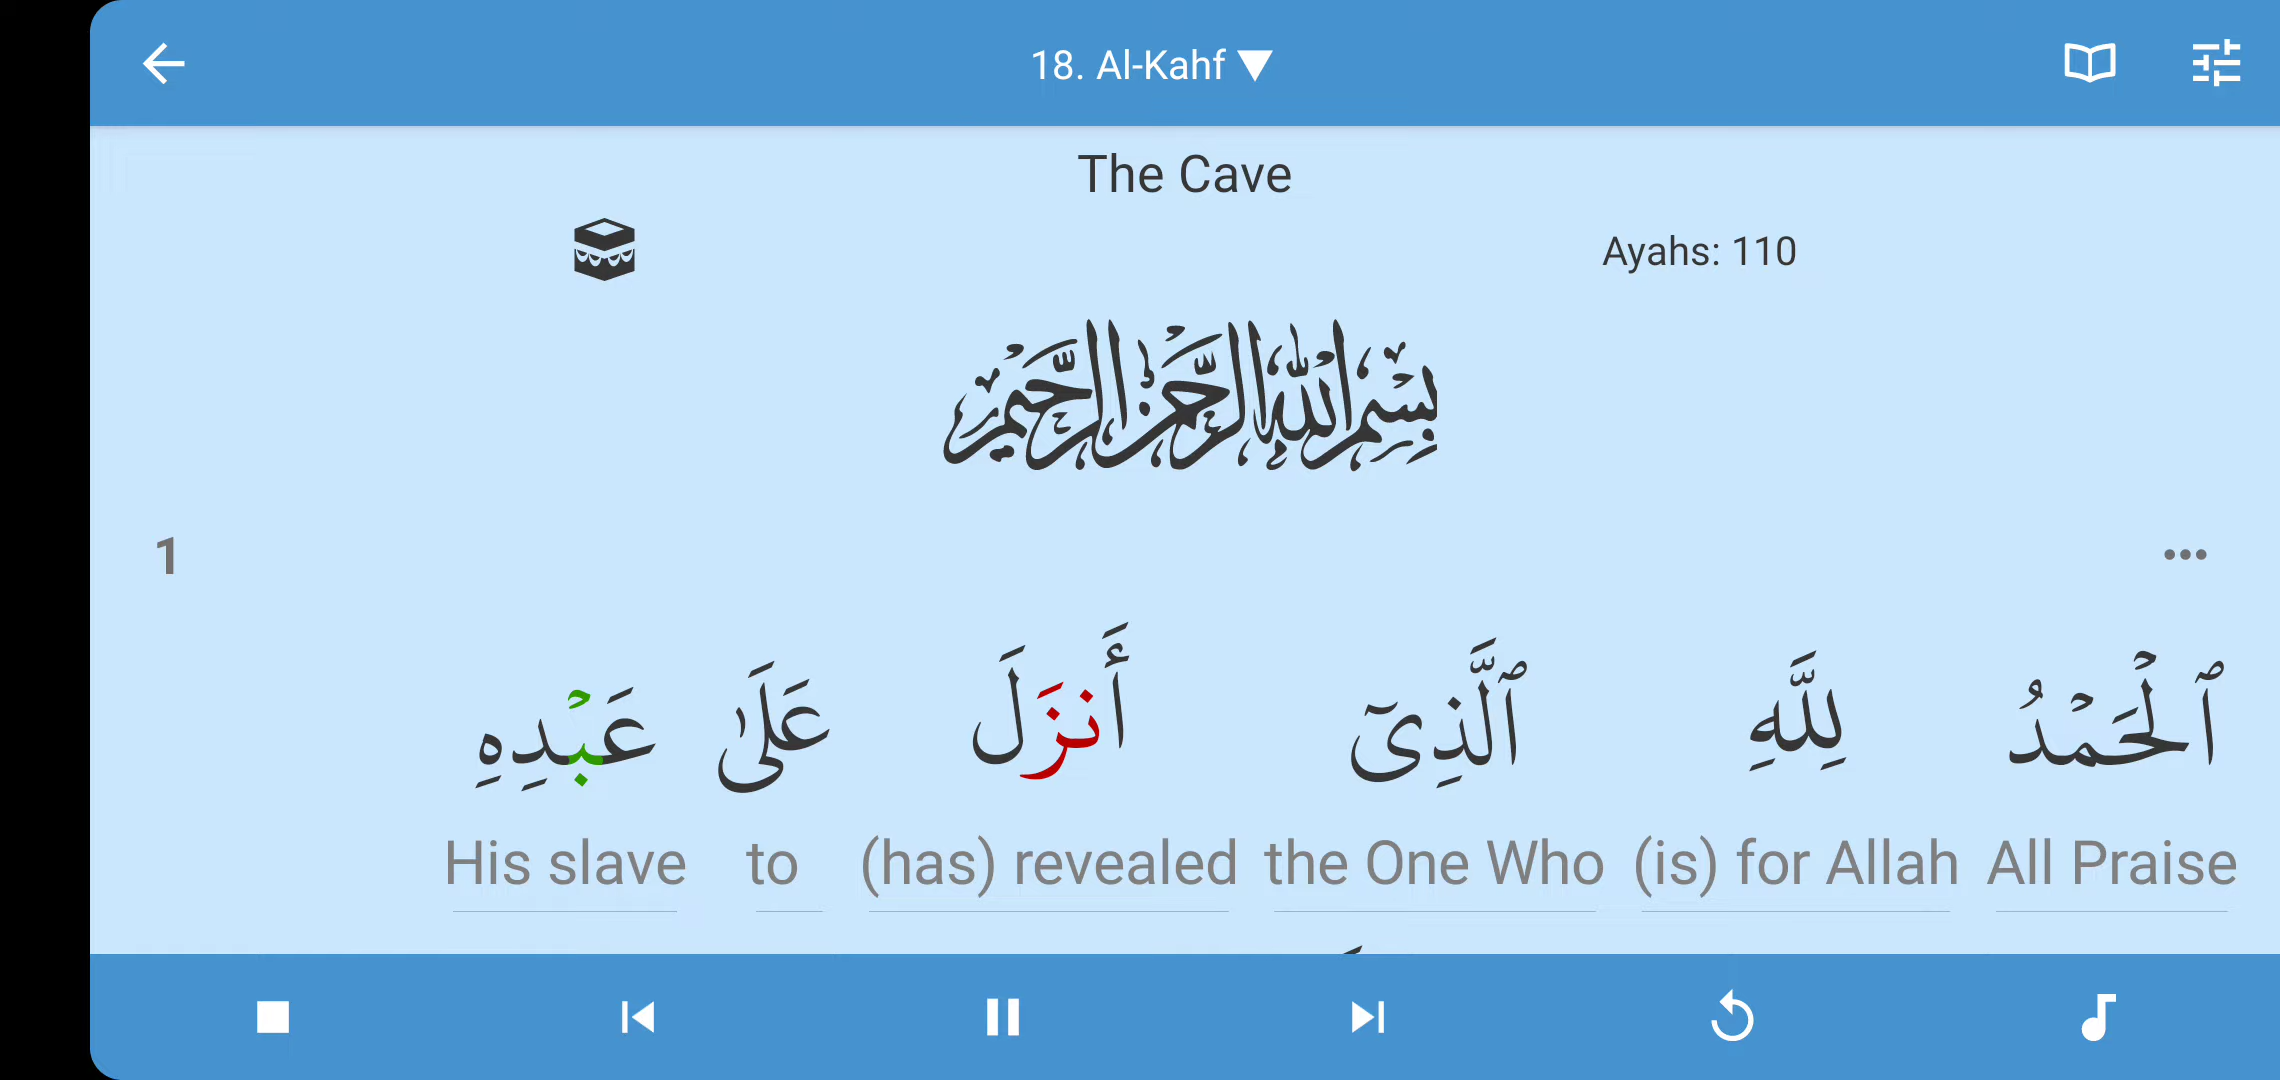 18. Al-Kahf
The Cave
Ayahs: 110
بِسْمِ ٱللَّهِ ٱلرَّحْمَٰنِ ٱلرَّحِيمِ
1
ٱلْحَمْدُ لِلَّهِ ٱلَّذِىٓ أَنزَلَ عَلَىٰ عَبْدِهِ
All Praise (is) for Allah the One Who (has) revealed to His slave